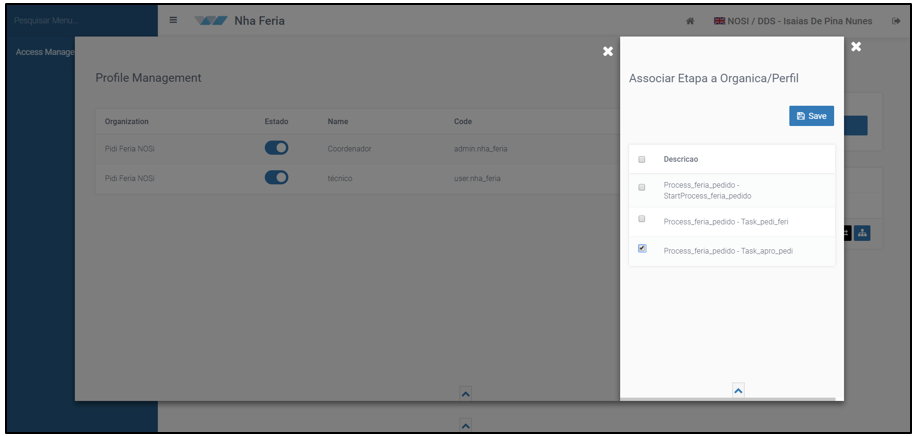 Pesquisar Menu...
Nha Feria
NOSI / DDS - Isaias De Pina Nunes
Access Manage
Profile Management
Organization Estado Name Code
Pidi Feria NOSi Coordenador admin.nha_feria
Pidi Feria NOSi técnico user.nha_feria
Associar Etapa a Organica/Perfil
Save
Descricao
Process_feria_pedido -
StartProcess_feria_pedido
Process_feria_pedido - Task_pedi_feri
Process_feria_pedido - Task_apro_pedi